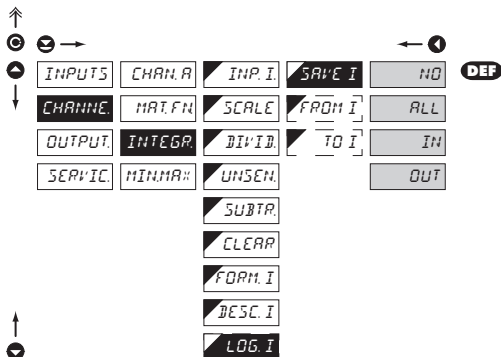 INPUTS CHAN. A INP. I. SAVE I NO DEF
CHANNE. MAT. FN. SCALE FROM I ALL
OUTPUT. INTEGR. DIVID. TO I IN
SERVIC. MIN.MAX UNSEN. OUT
SUBTR.
CLEAR
FORM. I
DESC. I
LOG. I